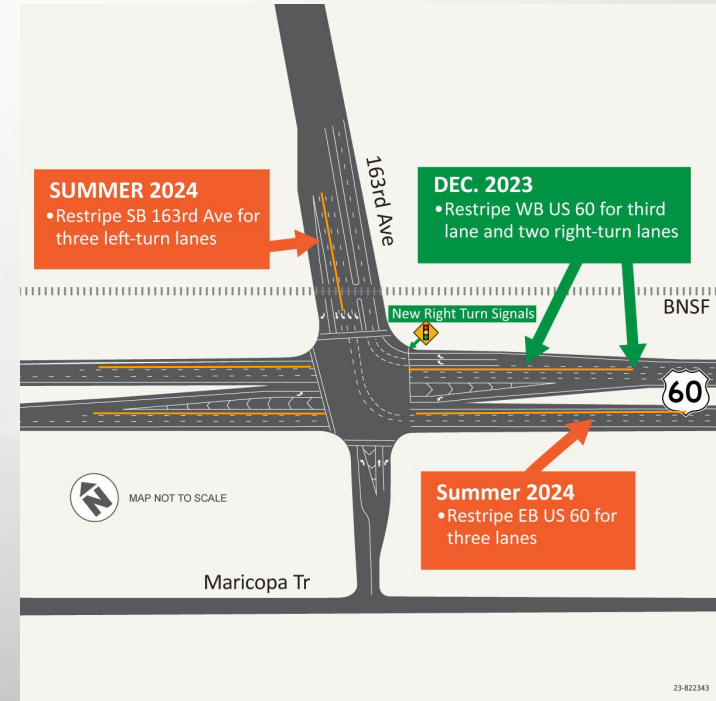 SUMMER 2024
•Restripe SB 163rd Ave for
three left-turn lanes
163rd Ave
DEC. 2023
•Restripe WB US 60 for third
lane and two right-turn lanes
BNSF
New Right Turn Signals
60
N
MAP NOT TO SCALE
Summer 2024
•Restripe EB US 60 for
three lanes
Maricopa Tr
23-822343